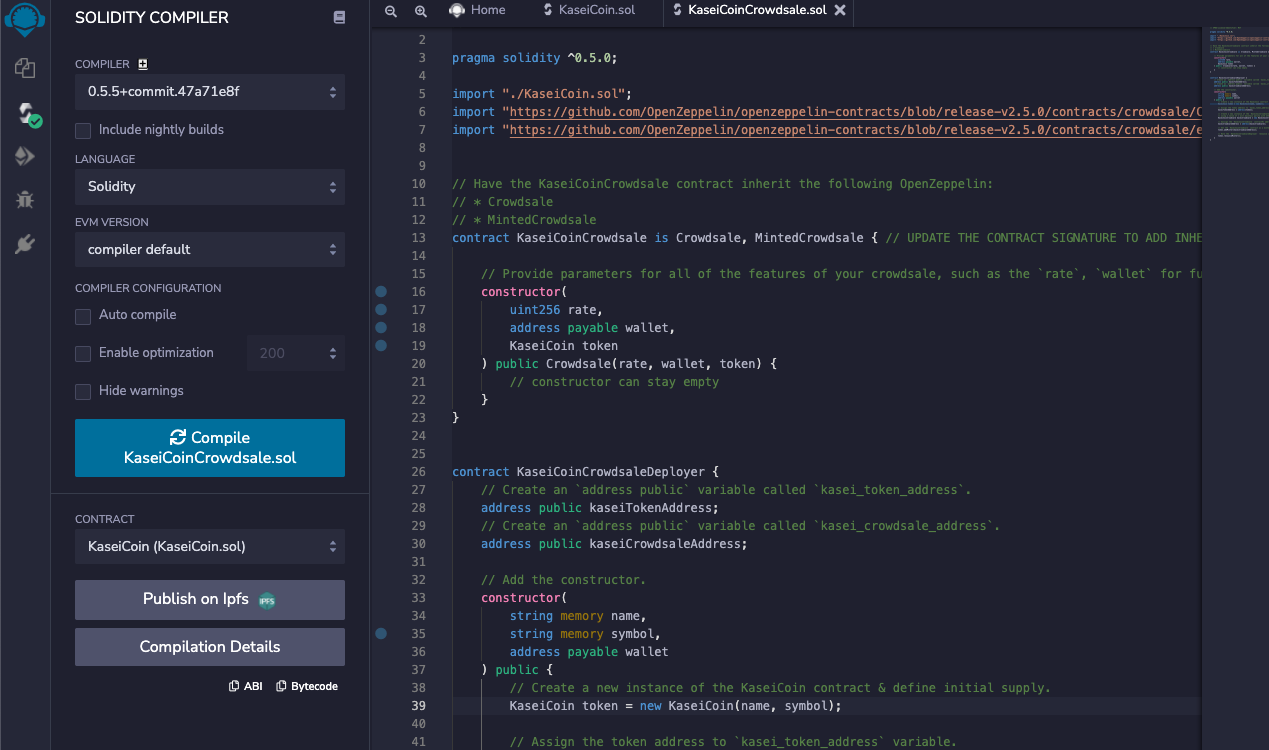 SOLIDITY COMPILER
COMPILER
0.5.5+commit.47a71e8f
Include nightly builds
LANGUAGE
Solidity
EVM VERSION
compiler default
COMPILER CONFIGURATION
Auto compile
Enable optimization
200
Hide warnings
Compile
KaseiCoinCrowdsale.sol
CONTRACT
KaseiCoin (KaseiCoin.sol)
Publish on Ipfs IPFS
Compilation Details
ABI Bytecode
Home KaseiCoin.sol KaseiCoinCrowdsale.sol
2
3 pragma solidity ^0.5.0;
4
5 import "./KaseiCoin.sol";
6 import "https://github.com/OpenZeppelin/openzeppelin-contracts/blob/release-v2.5.0/contracts/crowdsale/C
7 import "https://github.com/OpenZeppelin/openzeppelin-contracts/blob/release-v2.5.0/contracts/crowdsale/e
8
9
10 // Have the KaseiCoinCrowdsale contract inherit the following OpenZeppelin:
11 // * Crowdsale
12 // * MintedCrowdsale
13 contract KaseiCoinCrowdsale is Crowdsale, MintedCrowdsale { // UPDATE THE CONTRACT SIGNATURE TO ADD INHE
14
15 // Provide parameters for all of the features of your crowdsale, such as the `rate`, `wallet` for fu
16 constructor(
17 uint256 rate,
18 address payable wallet,
19 KaseiCoin token
20 ) public Crowdsale(rate, wallet, token) {
21 // constructor can stay empty
22 }
23 }
24
25
26 contract KaseiCoinCrowdsaleDeployer {
27 // Create an `address public` variable called `kasei_token_address`.
28 address public kaseiTokenAddress;
29 // Create an `address public` variable called `kasei_crowdsale_address`.
30 address public kaseiCrowdsaleAddress;
31
32 // Add the constructor.
33 constructor(
34 string memory name,
35 string memory symbol,
36 address payable wallet
37 ) public {
38 // Create a new instance of the KaseiCoin contract & define initial supply.
39 KaseiCoin token = new KaseiCoin(name, symbol);
40
41 // Assign the token address to `kasei_token_address` variable.